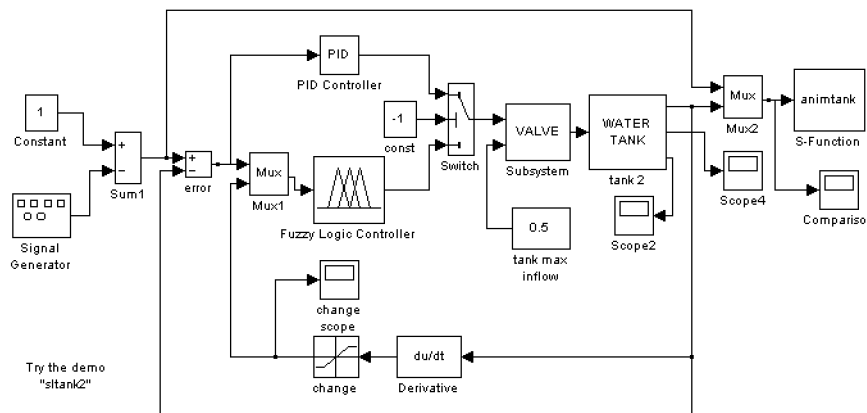 1
Constant
+
−
Sum1
Signal
Generator
+
−
error
PID
PID Controller
Mux
Mux1
Fuzzy Logic Controller
-1
const
Switch
VALVE
Subsystem
0.5
tank max
inflow
WATER
TANK
tank 2
Scope2
Mux
Mux2
Scope4
animtank
S-Function
Compariso
change
scope
change
du/dt
Derivative
Try the demo
"sltank2"